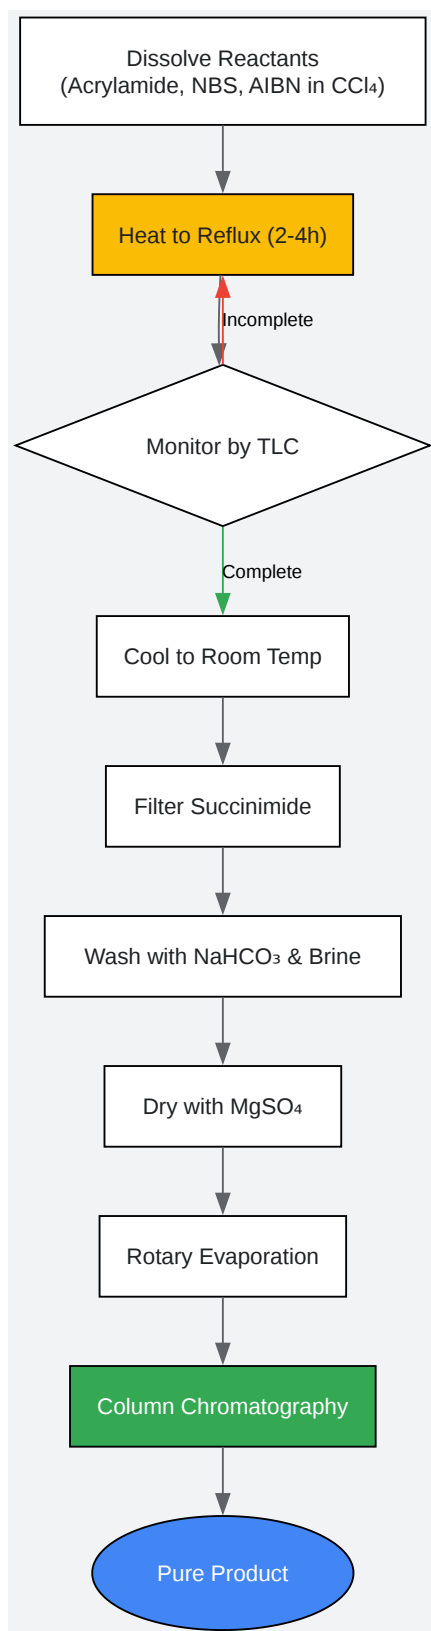 Dissolve Reactants
(Acrylamide, NBS, AIBN in CCl₄)
Heat to Reflux (2-4h)
Incomplete
Monitor by TLC
Complete
Cool to Room Temp
Filter Succinimide
Wash with NaHCO₃ & Brine
Dry with MgSO₄
Rotary Evaporation
Column Chromatography
Pure Product